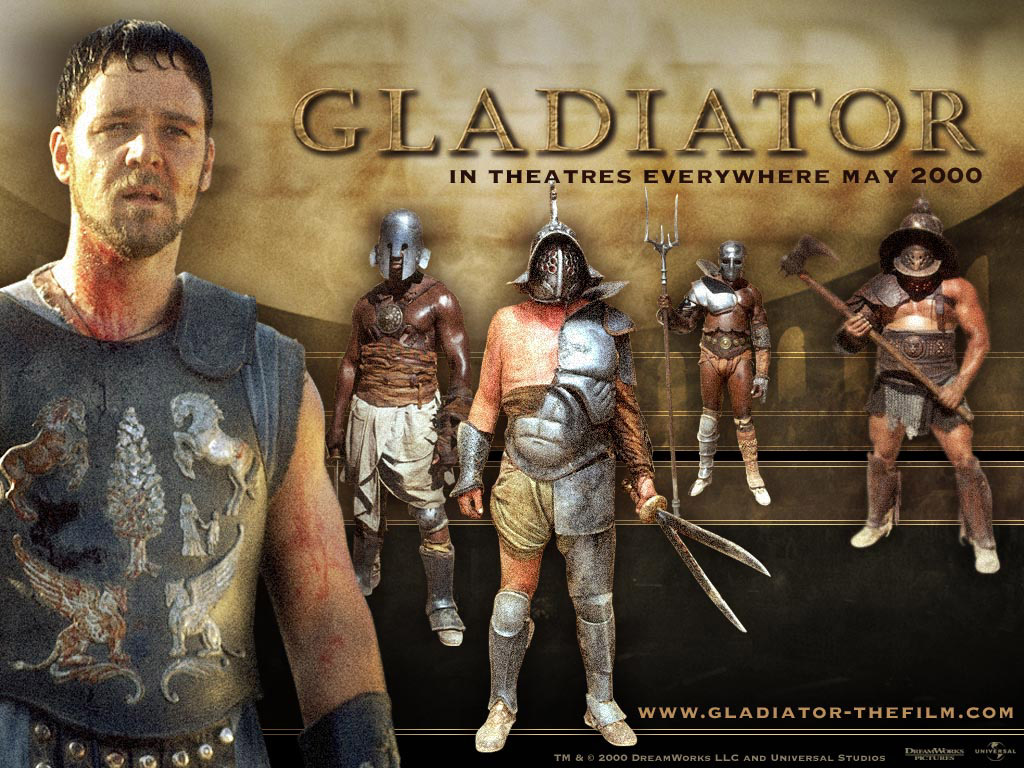 GLADIATOR
IN THEATRES EVERYWHERE MAY 2000
WWW.GLADIATOR-THEFILM.COM
TM & © 2000 DREAMWORKS LLC AND UNIVERSAL STUDIOS
DREAMWORKS PICTURES
UNIVERSAL